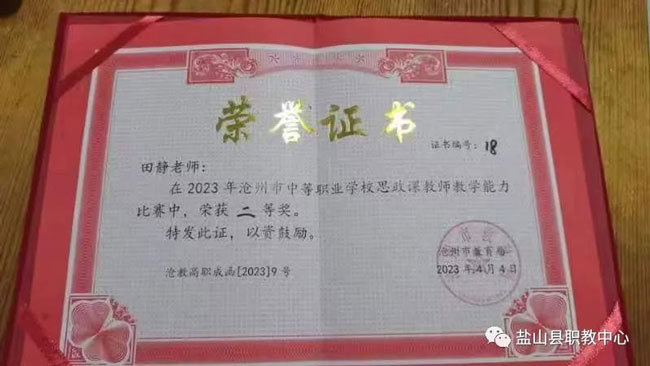 荣誉证书
证书编号：18
田静老师：
在2023年沧州市中等职业学校思政课教师教学能力
比赛中，荣获二等奖。
特发此证，以资鼓励。
沧州市教育局
沧教高职成函[2023]9号
2023年4月4日
盐山县职教中心